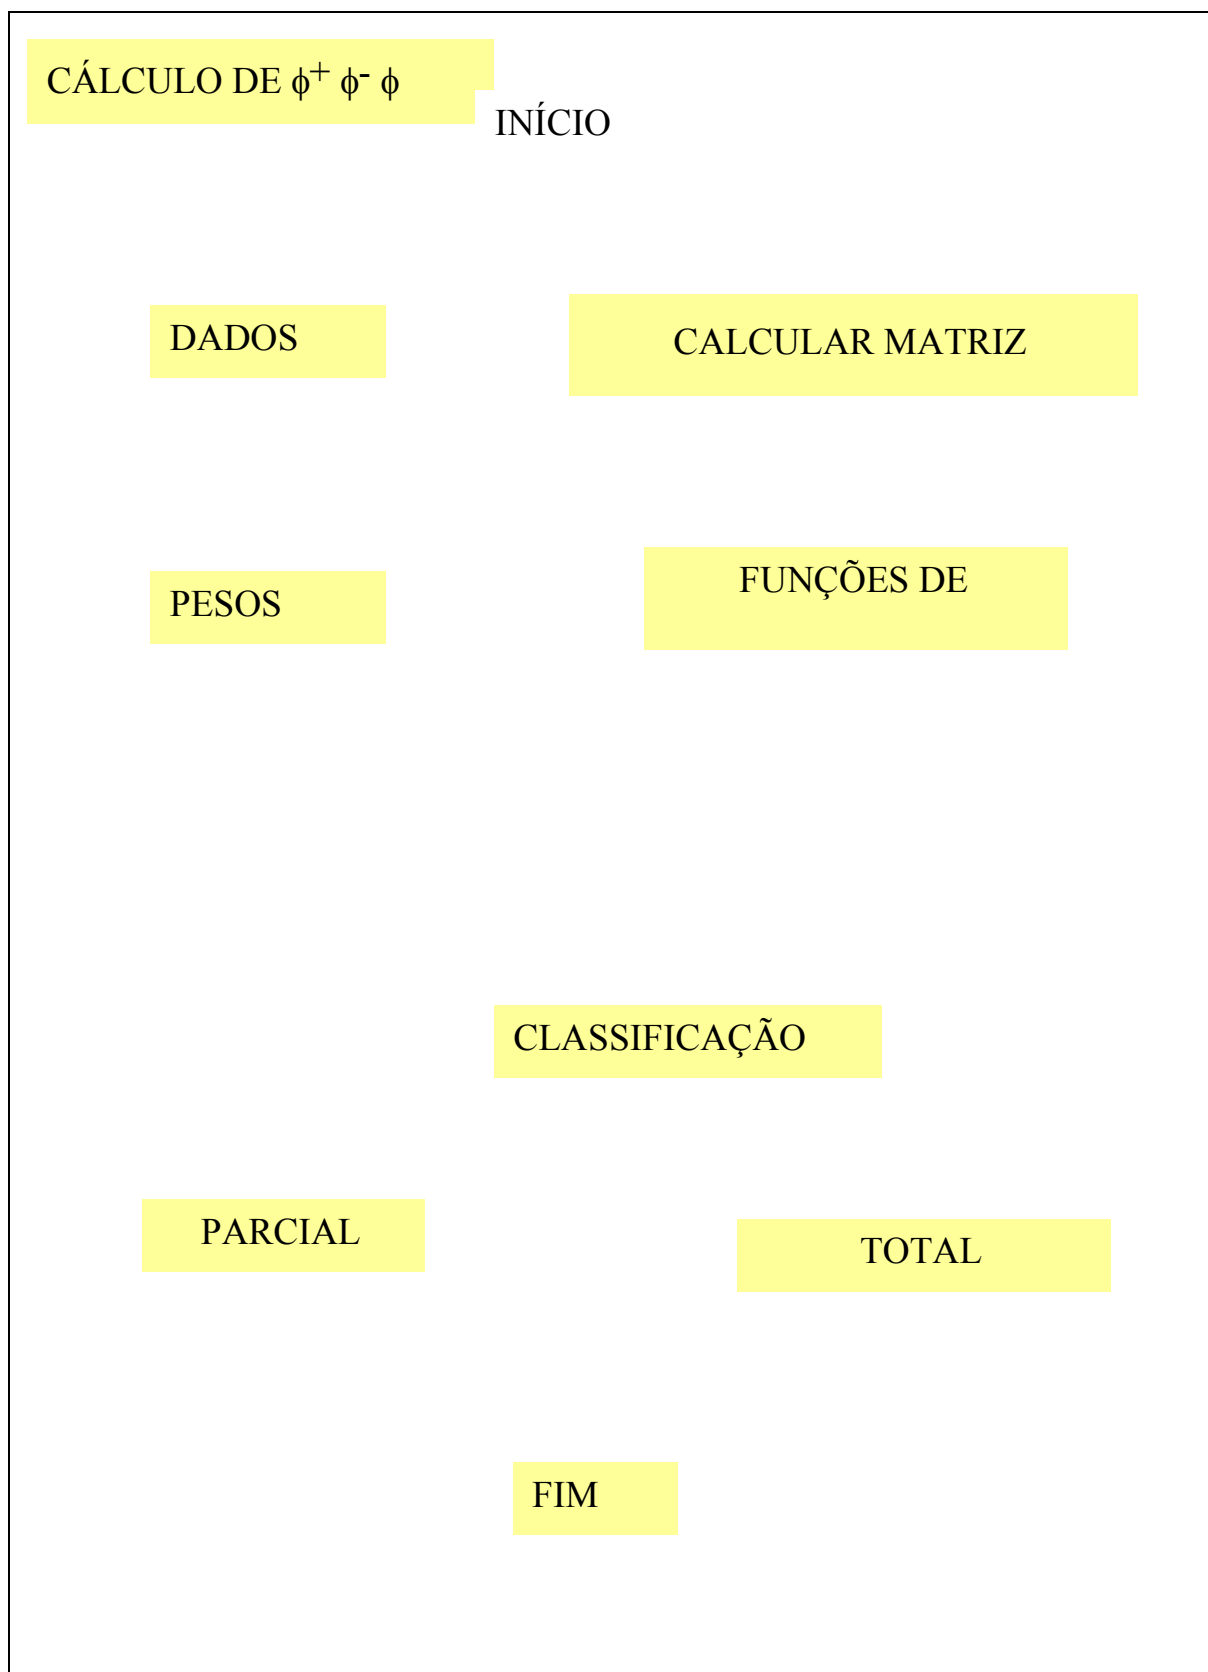 CÁLCULO DE ϕ+ ϕ- ϕ
INÍCIO
DADOS
CALCULAR MATRIZ
PESOS
FUNÇÕES DE
CLASSIFICAÇÃO
PARCIAL
TOTAL
FIM